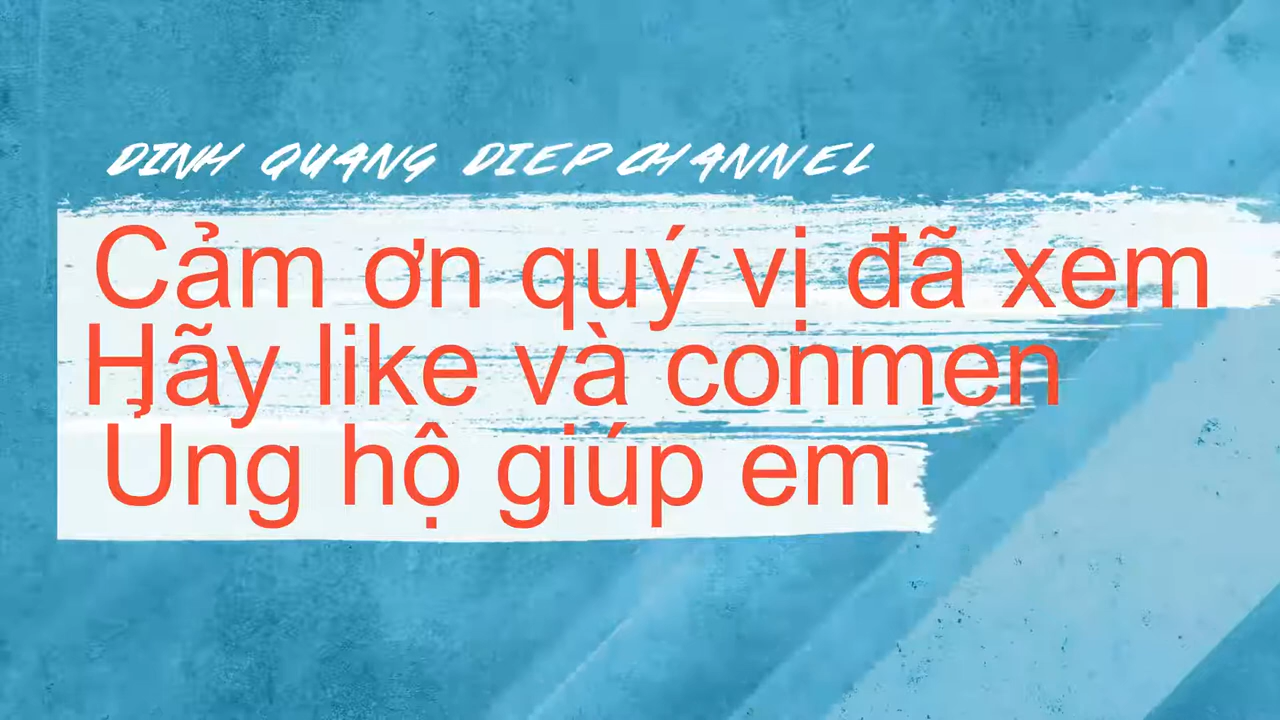 DINH QUANG DIEP CHANNEL
Cảm ơn quý vị đã xem
Hãy like và conmen
Ủng hộ giúp em